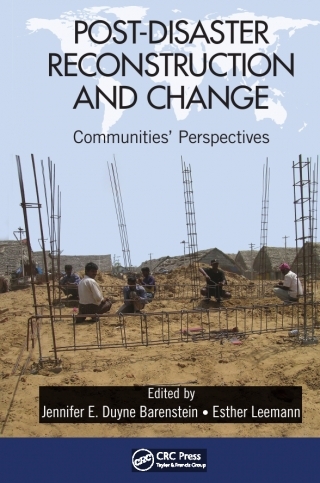 POST-DISASTER
RECONSTRUCTION
AND CHANGE
Communities' Perspectives
Edited by
Jennifer E. Duyne Barenstein • Esther Leemann
CRC
CRC Press
Taylor & Francis Group